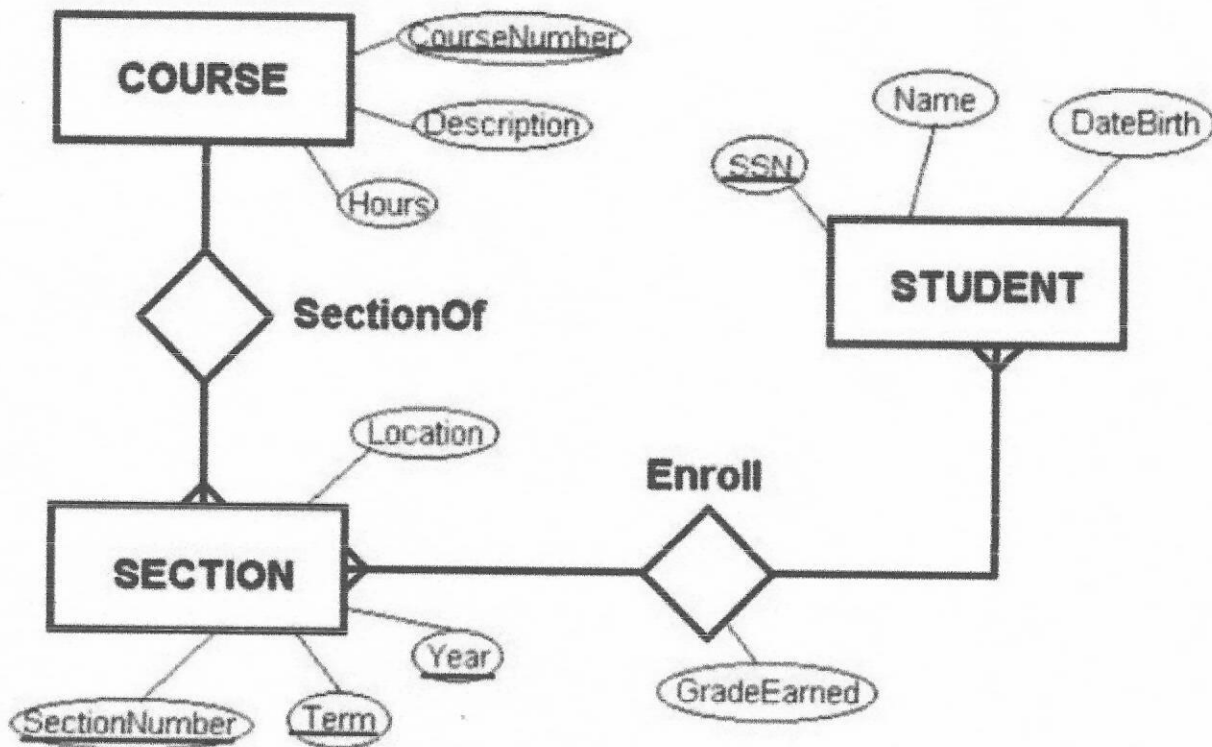 CourseNumber
COURSE
Description
Hours
Name
DateBirth
SSN
STUDENT
SectionOf
Location
Enroll
SECTION
Year
GradeEarned
SectionNumber
Term